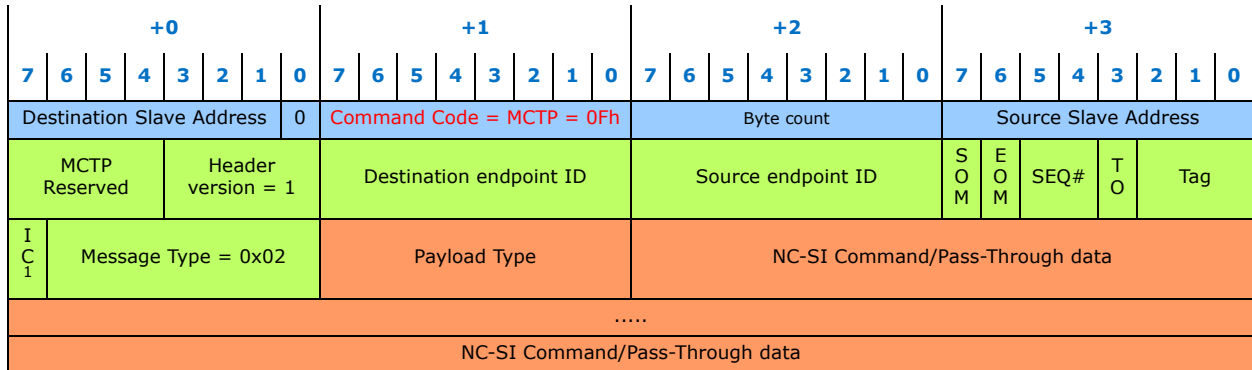 +0 +1 +2 +3
7 6 5 4 3 2 1 0 7 6 5 4 3 2 1 0 7 6 5 4 3 2 1 0 7 6 5 4 3 2 1 0
Destination Slave Address 0 Command Code = MCTP = 0Fh Byte count Source Slave Address
MCTP
Reserved
Header
version = 1
Destination endpoint ID
Source endpoint ID
S
O
M
E
O
M
SEQ#
T
O
Tag
I
C
1
Message Type = 0x02
Payload Type
NC-SI Command/Pass-Through data
.....
NC-SI Command/Pass-Through data